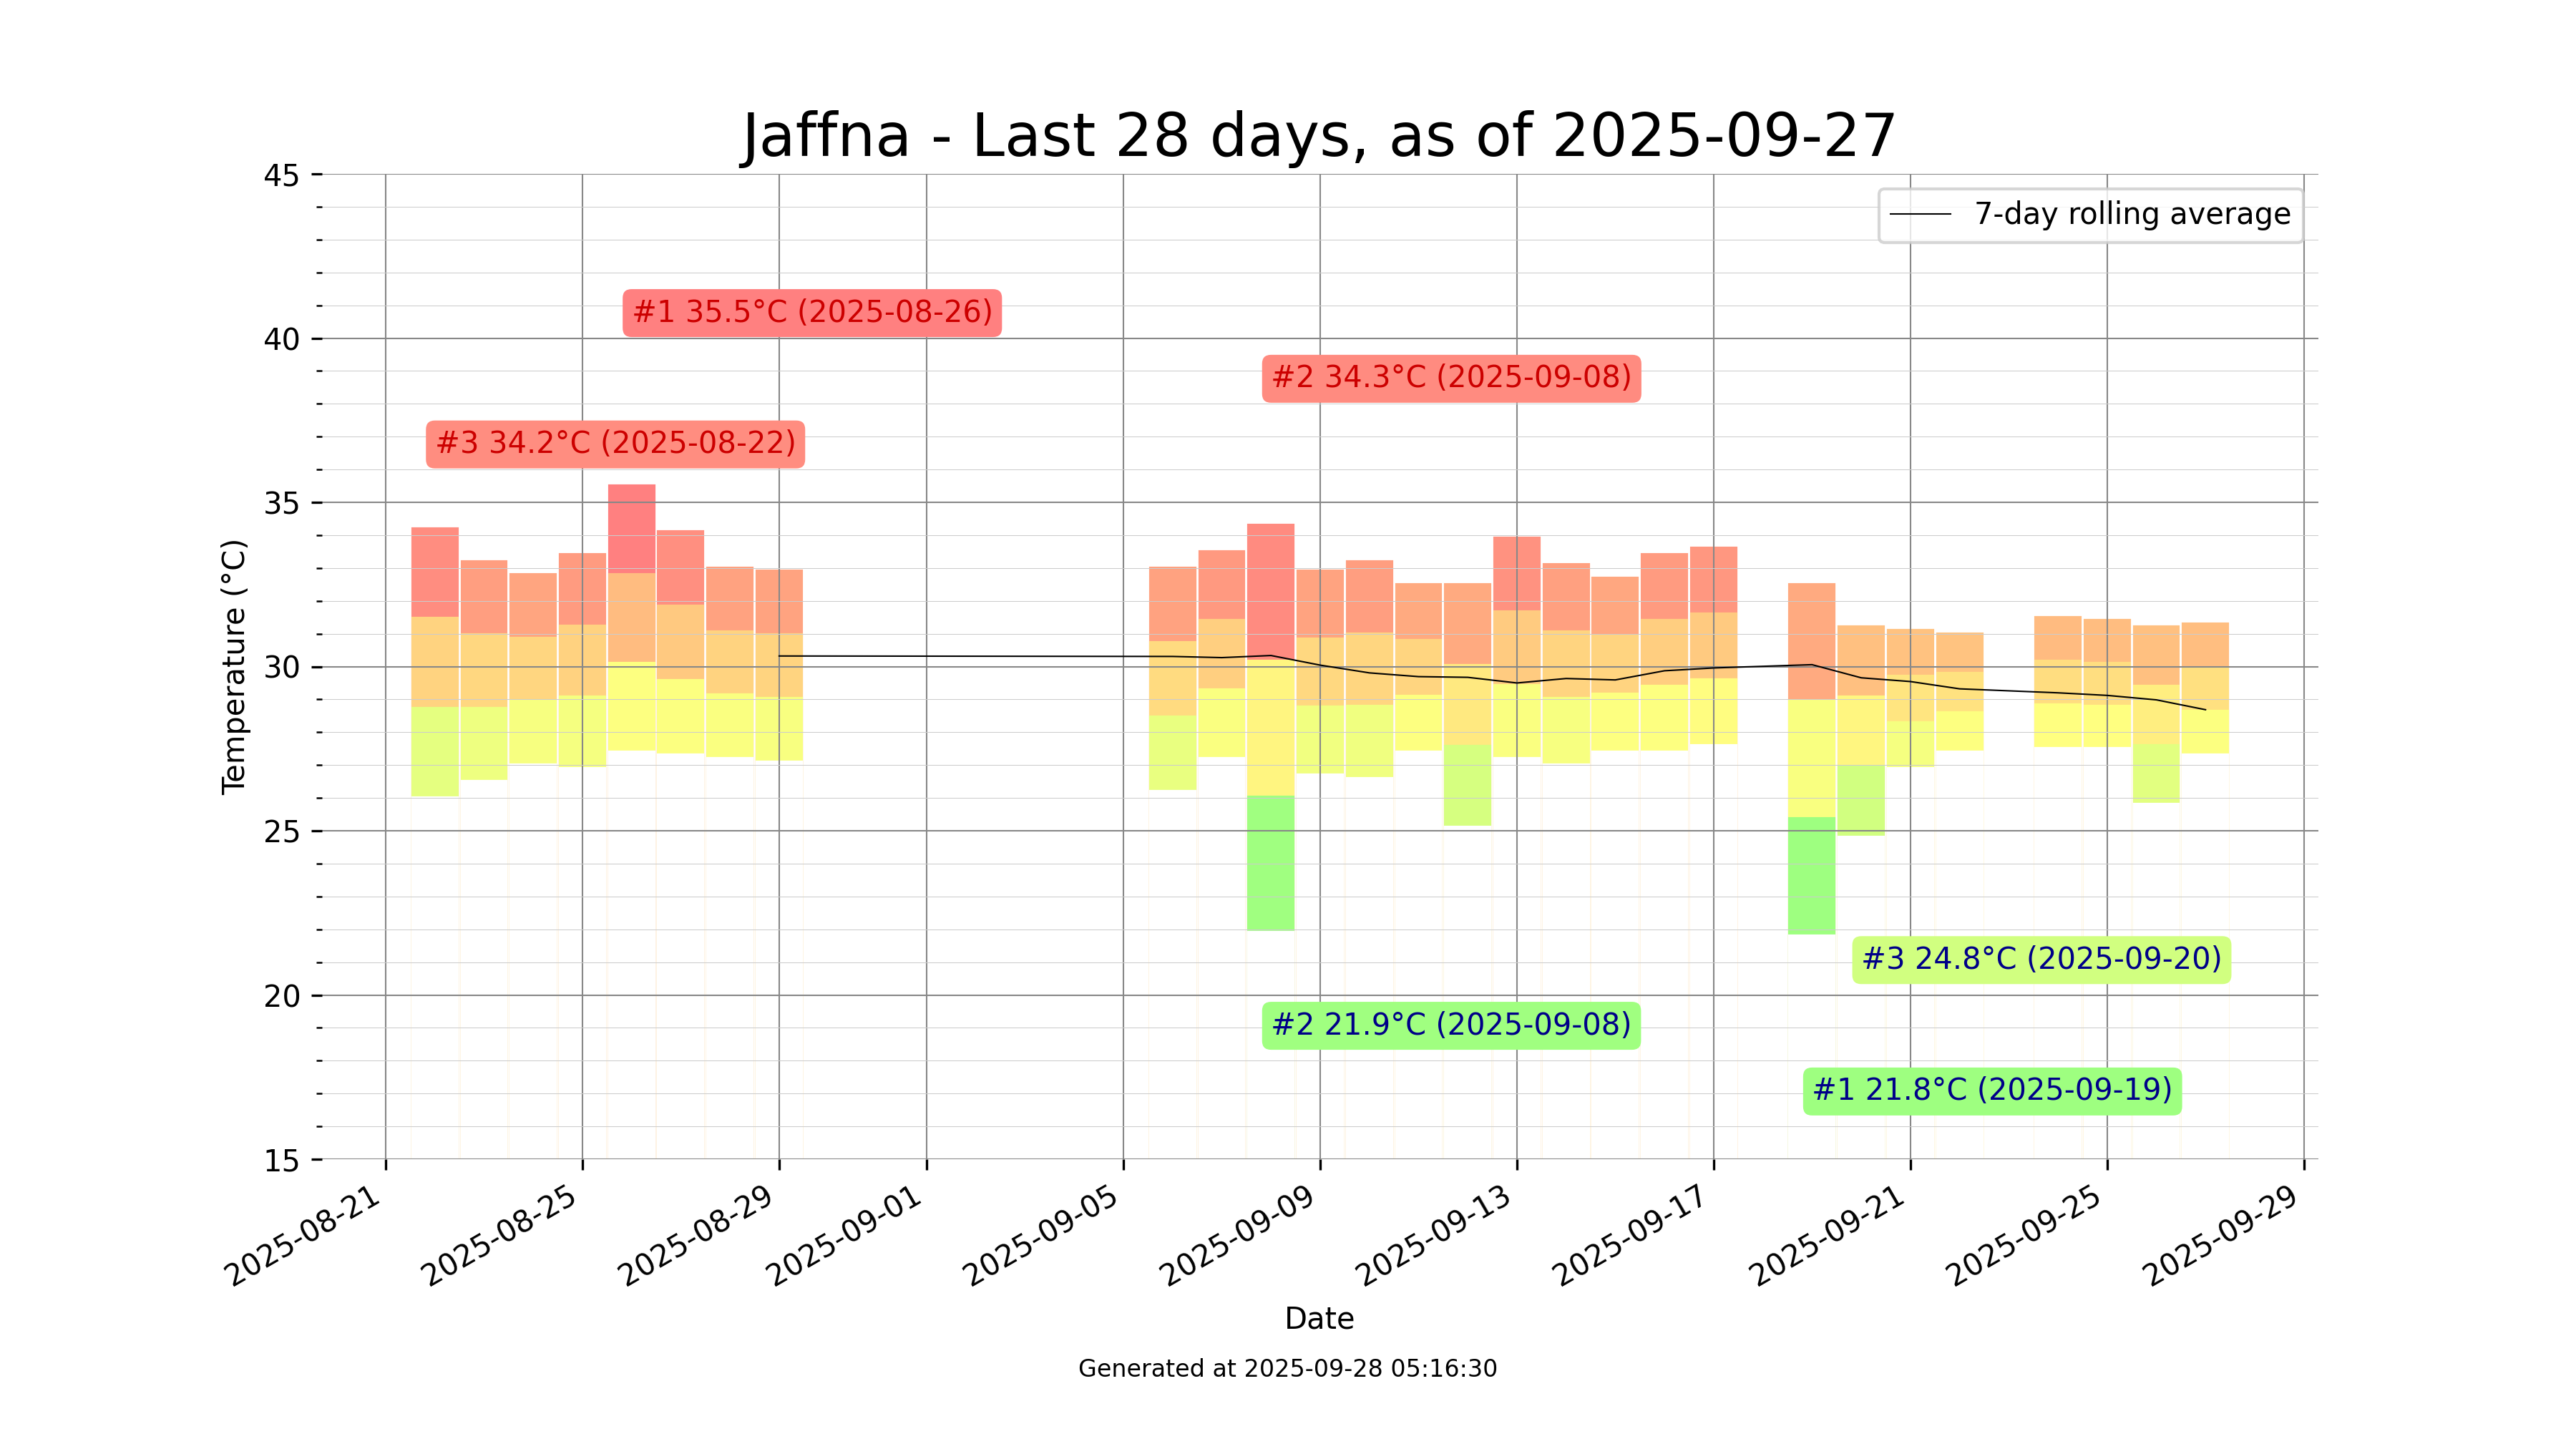 Jaffna - Last 28 days, as of 2025-09-27
7-day rolling average
#1 35.5°C (2025-08-26)
#2 34.3°C (2025-09-08)
#3 34.2°C (2025-08-22)
#3 24.8°C (2025-09-20)
#2 21.9°C (2025-09-08)
#1 21.8°C (2025-09-19)
Temperature (°C)
45
40
35
30
25
20
15
2025-08-21
2025-08-25
2025-08-29
2025-09-01
2025-09-05
2025-09-09
2025-09-13
2025-09-17
2025-09-21
2025-09-25
2025-09-29
Date
Generated at 2025-09-28 05:16:30